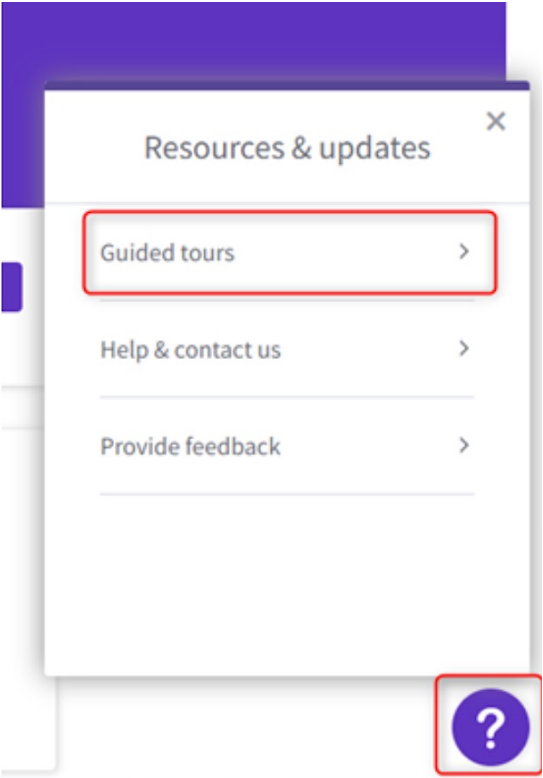 Resources & updates
Guided tours
Help & contact us
Provide feedback
?